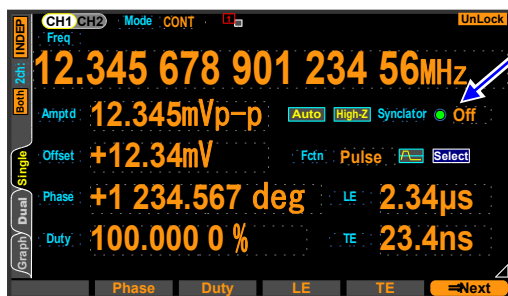 CH1 CH2 Mode CONT 1 UnLock
INDEP
2ch:
Both
Freq
12.345 678 901 234 56MHz
Amptd 12.345mVp-p Auto High-Z Synclator Off
Offset +12.34mV Fctn Pulse Select
Phase +1 234.567 deg LE 2.34µs
Duty 100.000 0 % TE 23.4ns
Single
Dual
Graph
Phase Duty LE TE ⇒Next